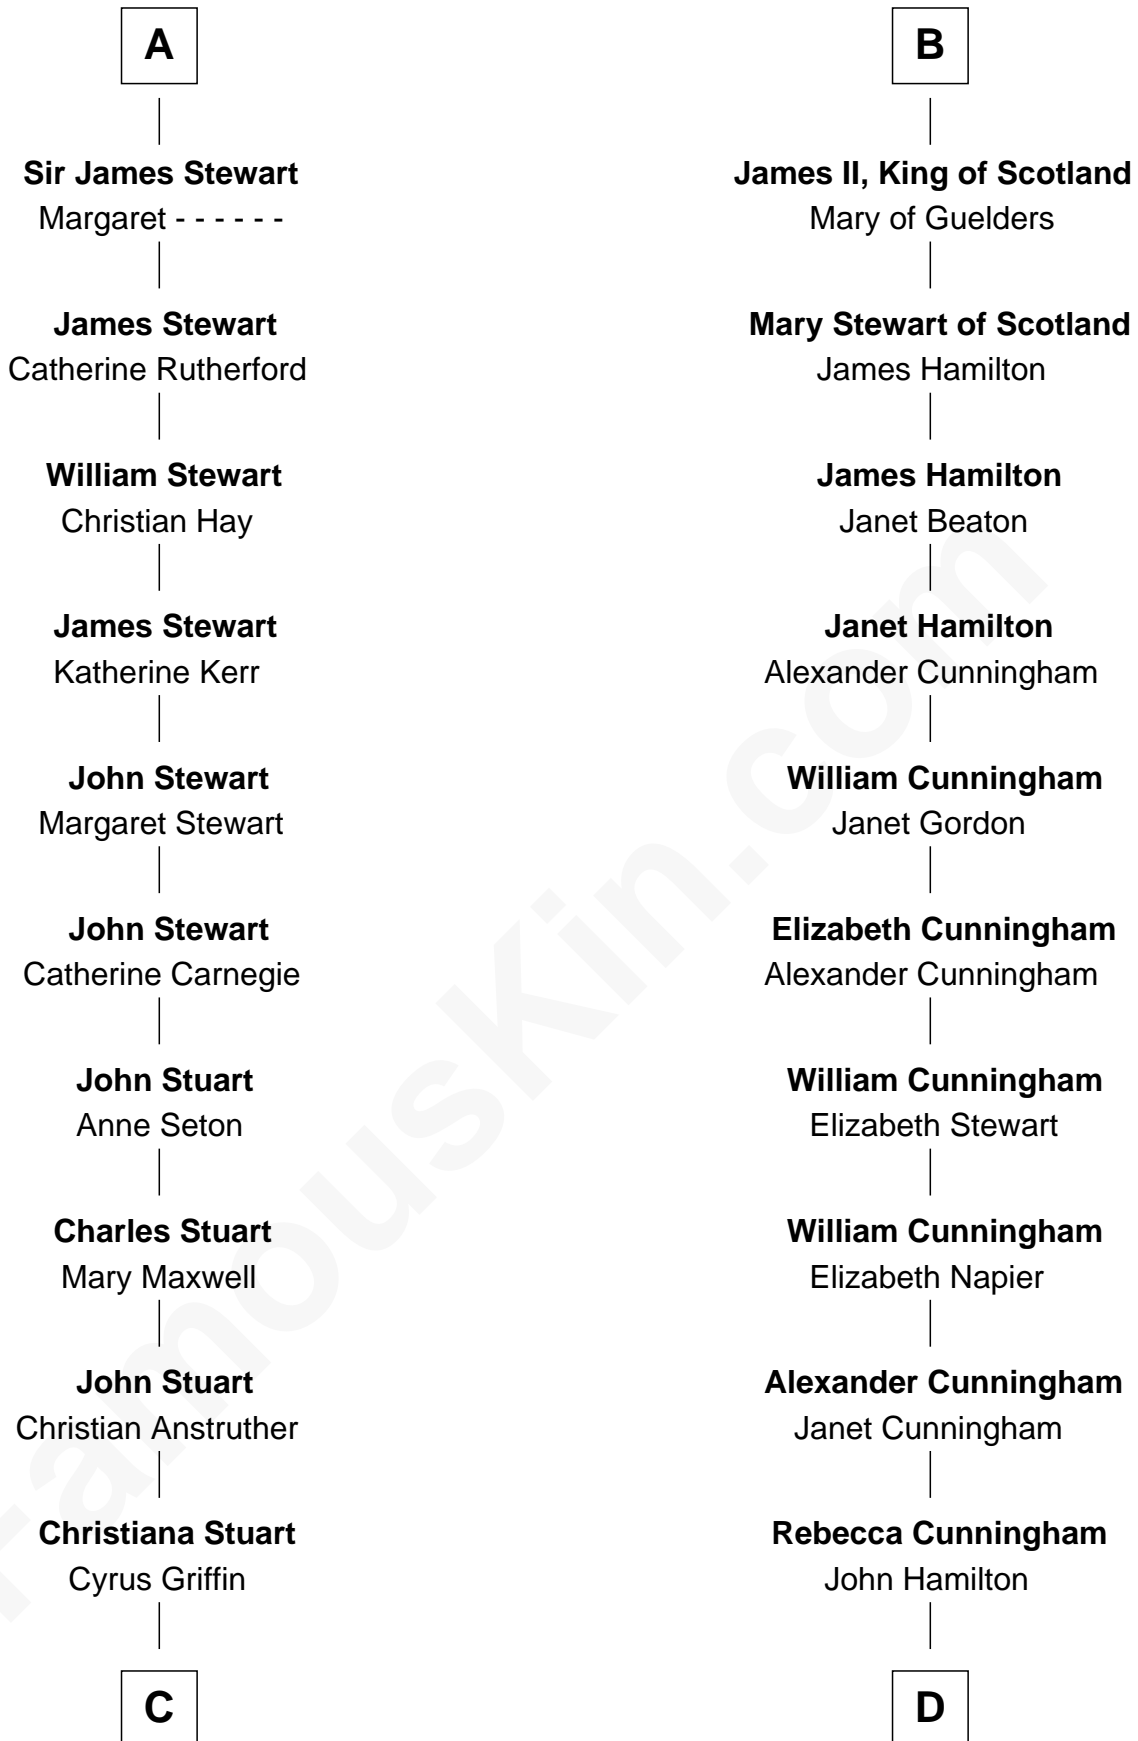 A
Sir James Stewart
Margaret - - - - - -
James Stewart
Catherine Rutherford
William Stewart
Christian Hay
James Stewart
Katherine Kerr
John Stewart
Margaret Stewart
John Stewart
Catherine Carnegie
John Stuart
Anne Seton
Charles Stuart
Mary Maxwell
John Stuart
Christian Anstruther
Christiana Stuart
Cyrus Griffin
C
B
James II, King of Scotland
Mary of Guelders
Mary Stewart of Scotland
James Hamilton
James Hamilton
Janet Beaton
Janet Hamilton
Alexander Cunningham
William Cunningham
Janet Gordon
Elizabeth Cunningham
Alexander Cunningham
William Cunningham
Elizabeth Stewart
William Cunningham
Elizabeth Napier
Alexander Cunningham
Janet Cunningham
Rebecca Cunningham
John Hamilton
D
FamousKin.com